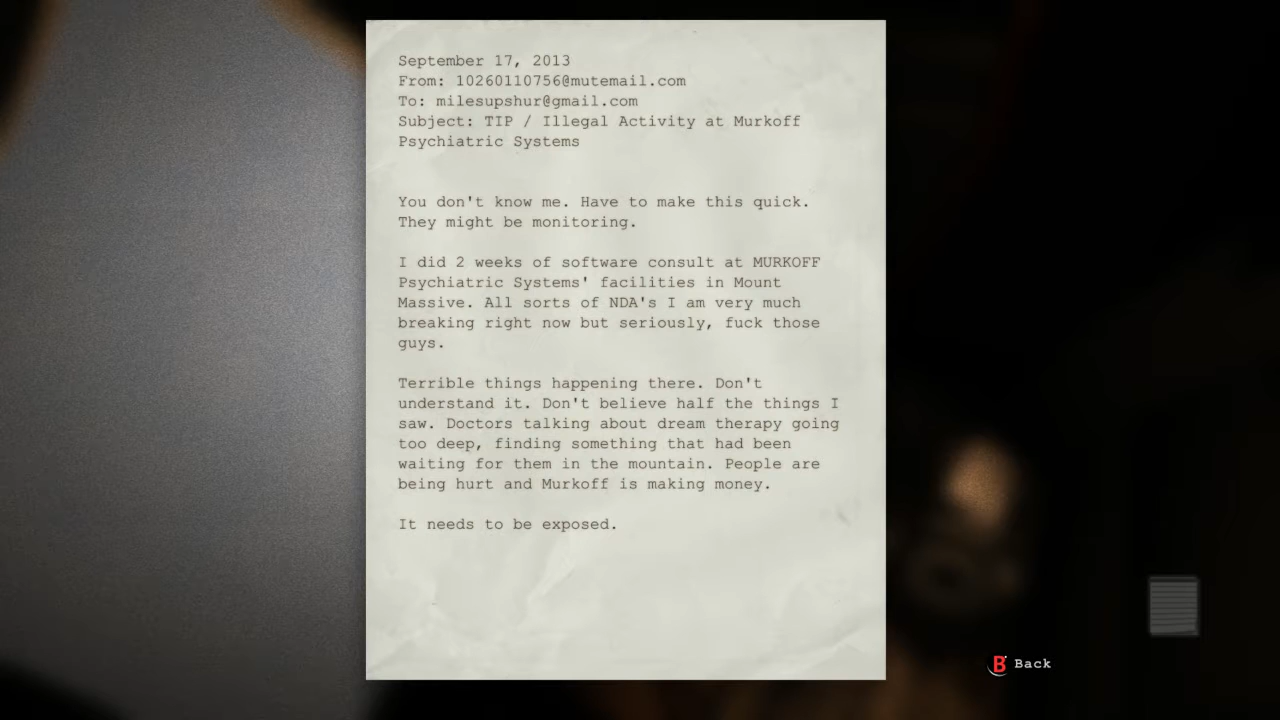 September 17, 2013
From: 10260110756@mutemail.com
To: milesupshur@gmail.com
Subject: TIP / Illegal Activity at Murkoff
Psychiatric Systems
You don't know me. Have to make this quick.
They might be monitoring.
I did 2 weeks of software consult at MURKOFF
Psychiatric Systems' facilities in Mount
Massive. All sorts of NDA's I am very much
breaking right now but seriously, fuck those
guys.
Terrible things happening there. Don't
understand it. Don't believe half the things I
saw. Doctors talking about dream therapy going
too deep, finding something that had been
waiting for them in the mountain. People are
being hurt and Murkoff is making money.
It needs to be exposed.
B Back